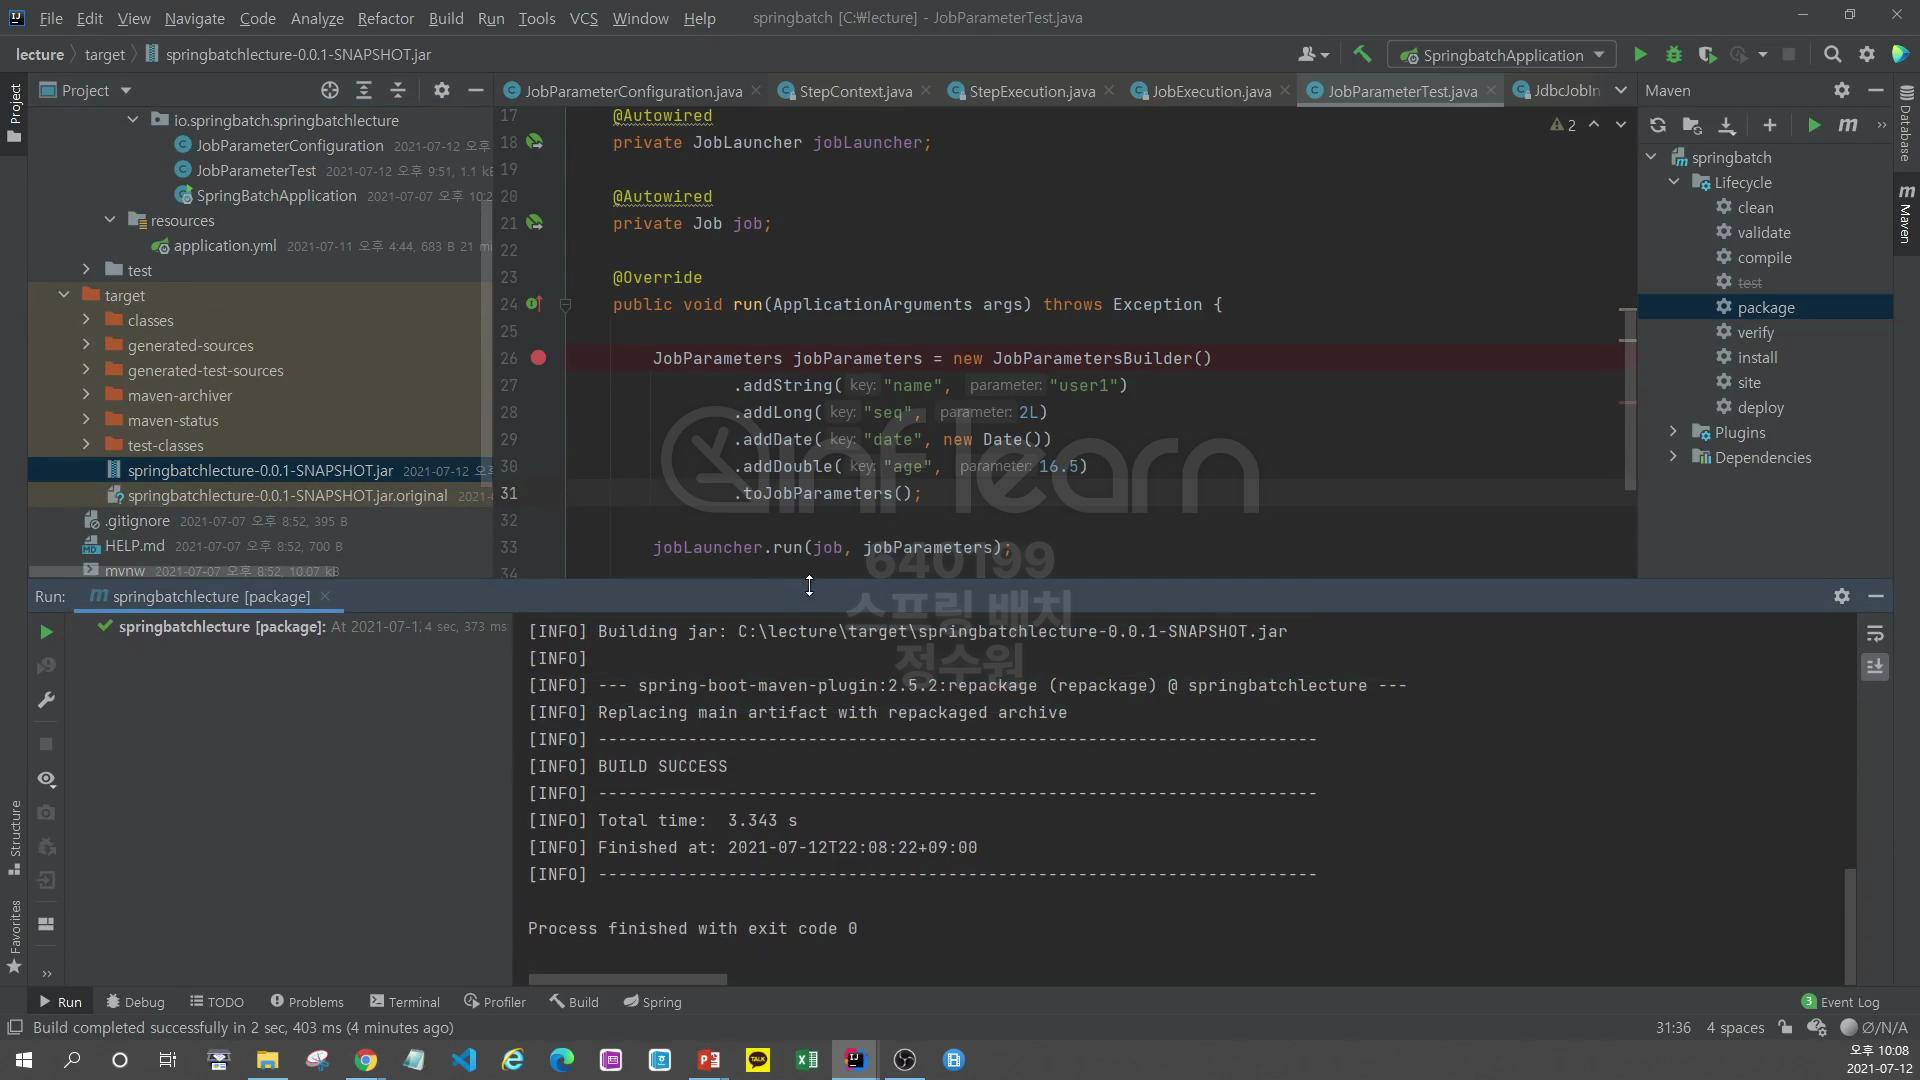 File Edit View Navigate Code Analyze Refactor Build Run Tools VCS Window Help springbatch [C:₩lecture] - JobParameterTest.java
lecture target springbatchlecture-0.0.1-SNAPSHOT.jar SpringbatchApplication
Project JobParameterConfiguration.java StepContext.java StepExecution.java JobExecution.java JobParameterTest.java JdbcJobIn Maven
Project
io.springbatch.springbatchlecture
JobParameterConfiguration 2021-07-12 오후
JobParameterTest 2021-07-12 오후 9:51, 1.1 kB
SpringBatchApplication 2021-07-07 오후 10:2
resources
application.yml 2021-07-11 오후 4:44, 683 B 21 mi
test
target
classes
generated-sources
generated-test-sources
maven-archiver
maven-status
test-classes
springbatchlecture-0.0.1-SNAPSHOT.jar 2021-07-12 오후
springbatchlecture-0.0.1-SNAPSHOT.jar.original 2021-0
.gitignore 2021-07-07 오후 8:52, 395 B
HELP.md 2021-07-07 오후 8:52, 700 B
mvnw 2021-07-07 오후 8:52, 10.07 kB
17 @Autowired
18 private JobLauncher jobLauncher;
19
20 @Autowired
21 private Job job;
22
23 @Override
24 public void run(ApplicationArguments args) throws Exception {
25
26 JobParameters jobParameters = new JobParametersBuilder()
27 .addString( key: "name", parameter: "user1")
28 .addLong( key: "seq", parameter: 2L)
29 .addDate( key: "date", new Date())
30 .addDouble( key: "age", parameter: 16.5)
31 .toJobParameters();
32
33 jobLauncher.run(job, jobParameters);
34
2
inflearn
640199
스프링 배치
정수원
springbatch
Lifecycle
clean
validate
compile
test
package
verify
install
site
deploy
Plugins
Dependencies
Database
Maven
Run: springbatchlecture [package]
springbatchlecture [package]: At 2021-07-1 4 sec, 373 ms
[INFO] Building jar: C:\lecture\target\springbatchlecture-0.0.1-SNAPSHOT.jar
[INFO]
[INFO] --- spring-boot-maven-plugin:2.5.2:repackage (repackage) @ springbatchlecture ---
[INFO] Replacing main artifact with repackaged archive
[INFO] ------------------------------------------------------------------------
[INFO] BUILD SUCCESS
[INFO] ------------------------------------------------------------------------
[INFO] Total time:  3.343 s
[INFO] Finished at: 2021-07-12T22:08:22+09:00
[INFO] ------------------------------------------------------------------------
Process finished with exit code 0
Structure
Favorites
Run Debug TODO Problems Terminal Profiler Build Spring 3 Event Log
Build completed successfully in 2 sec, 403 ms (4 minutes ago) 31:36 4 spaces Ø/N/A
TALK
오후 10:08
2021-07-12